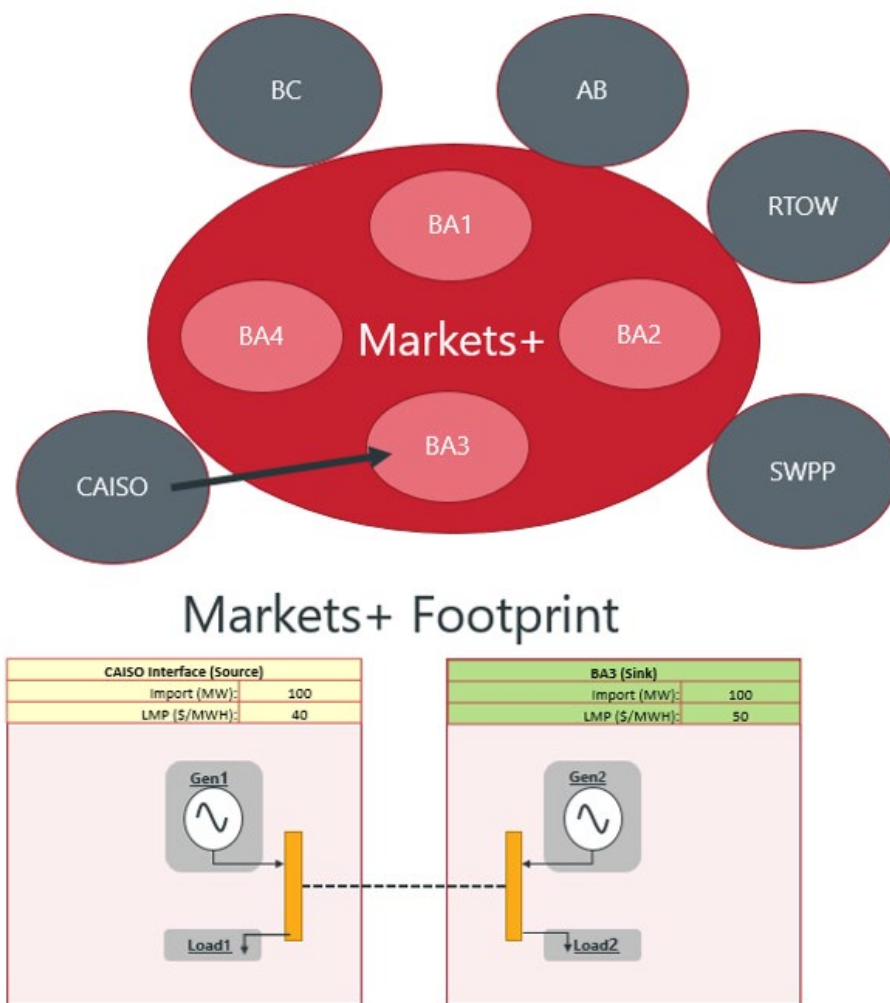 BC
AB
RTOW
BA1
BA4
Markets+
BA2
BA3
CAISO
SWPP
Markets+ Footprint
CAISO Interface (Source)
Import (MW): 100
LMP ($/MWH): 40
Gen1
Load1
BA3 (Sink)
Import (MW): 100
LMP ($/MWH): 50
Gen2
Load2